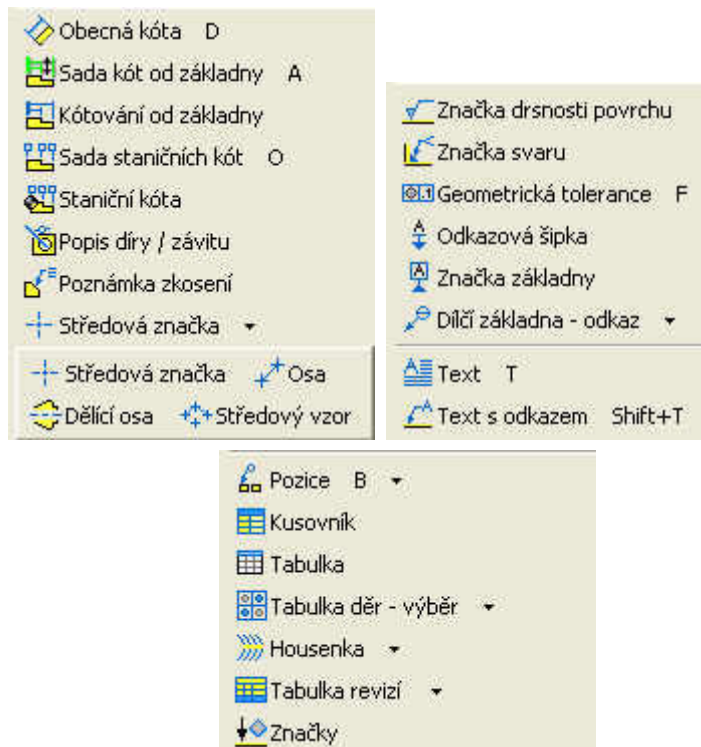 Obecná kóta D
Sada kót od základny A
Kótování od základny
Sada staničních kót O
Staniční kóta
Popis díry / závitu
Poznámka zkosení
Středová značka
Středová značka Osa
Dělící osa Středový vzor
Značka drsnosti povrchu
Značka svaru
Geometrická tolerance F
Odkazová šipka
Značka základny
Dílčí základna - odkaz
Text T
Text s odkazem Shift+T
Pozice B
Kusovník
Tabulka
Tabulka děr - výběr
Housenka
Tabulka revizí
Značky